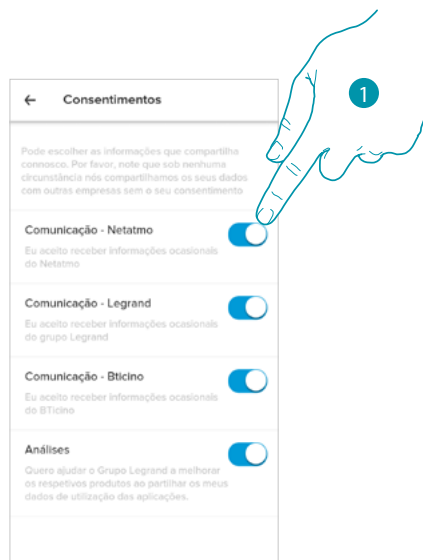 ← Consentimentos
1
Pode escolher as informações que compartilha
connosco. Por favor, note que sob nenhuma
circunstância nós compartilhamos os seus dados
com outras empresas sem o seu consentimento
Comunicação - Netatmo
Eu aceito receber informações ocasionais
do Netatmo
Comunicação - Legrand
Eu aceito receber informações ocasionais
do grupo Legrand
Comunicação - Bticino
Eu aceito receber informações ocasionais
do BTicino
Análises
Quero ajudar o Grupo Legrand a melhorar
os respetivos produtos ao partilhar os meus
dados de utilização das aplicações.